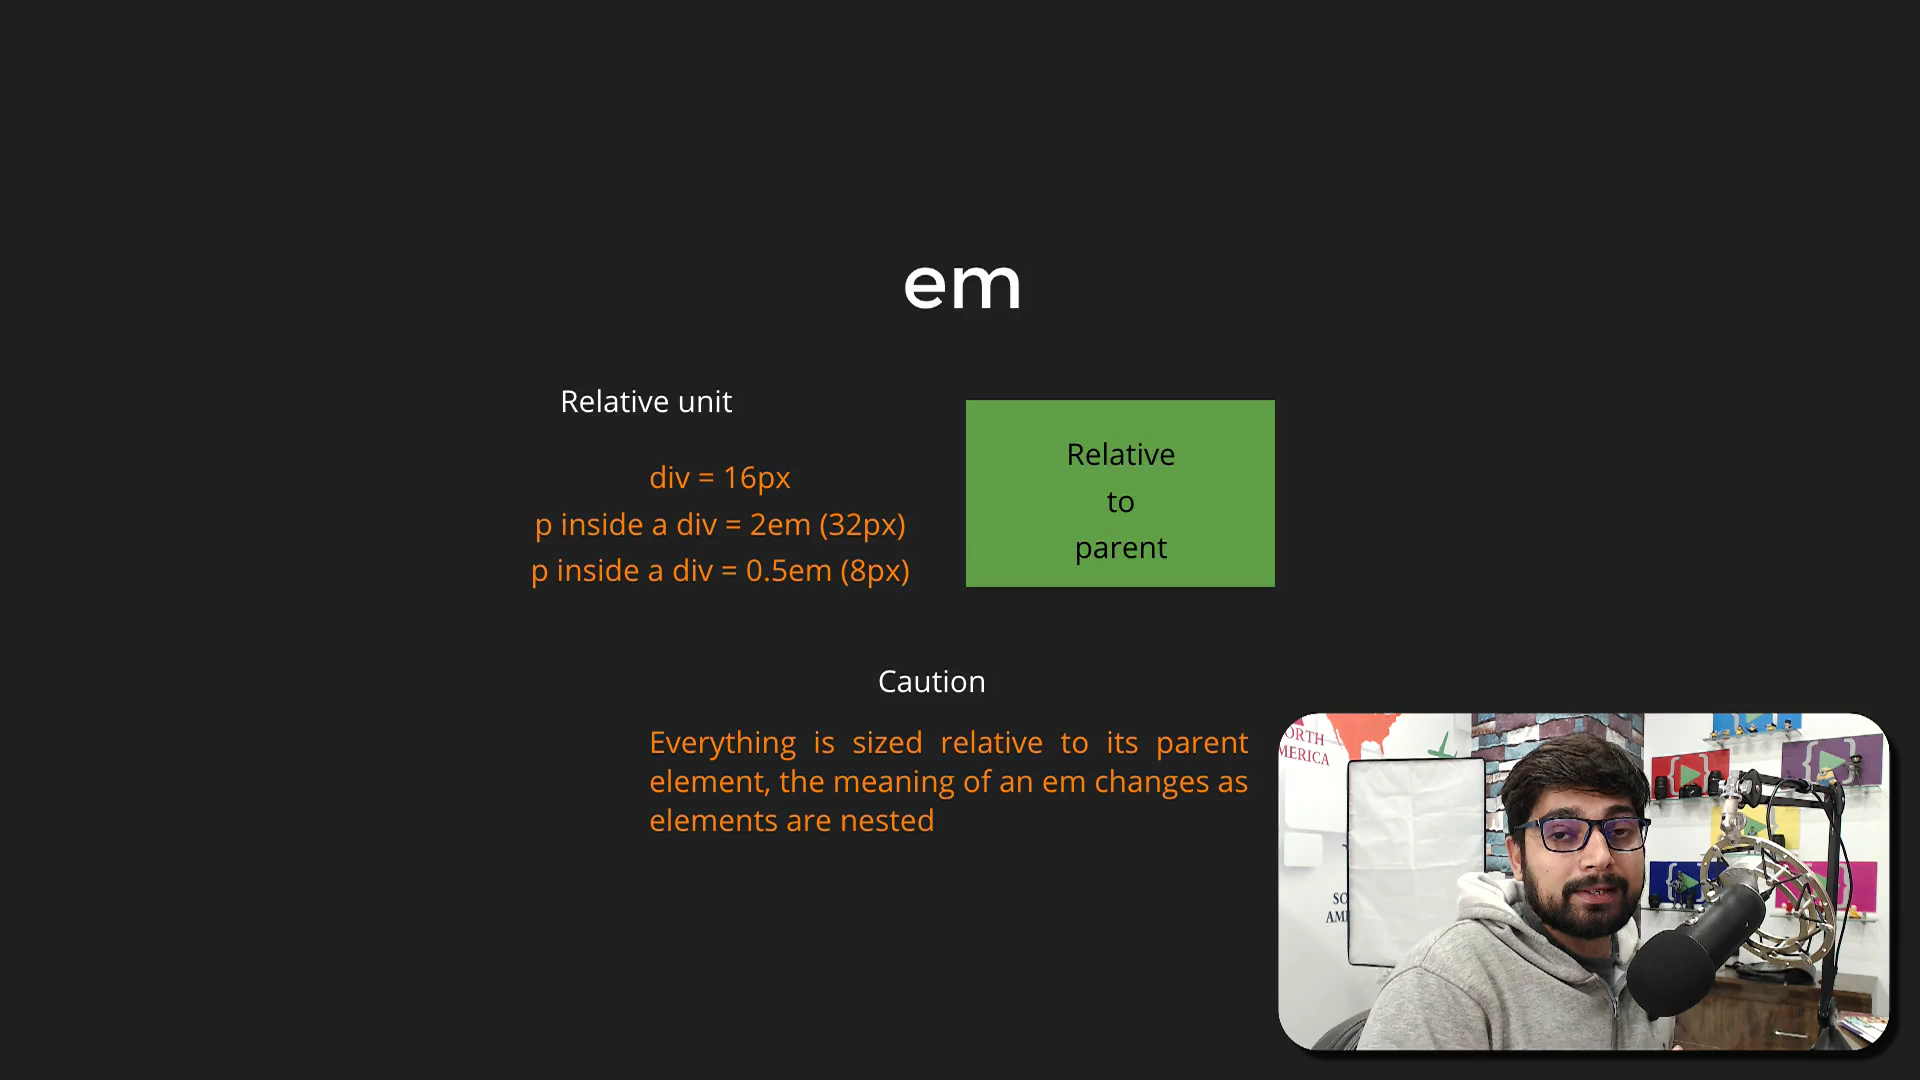 em
Relative unit
div = 16px
p inside a div = 2em (32px)
p inside a div = 0.5em (8px)
Relative
to
parent
Caution
Everything is sized relative to its parent
element, the meaning of an em changes as
elements are nested
ORTH
MERICA
SO
AM